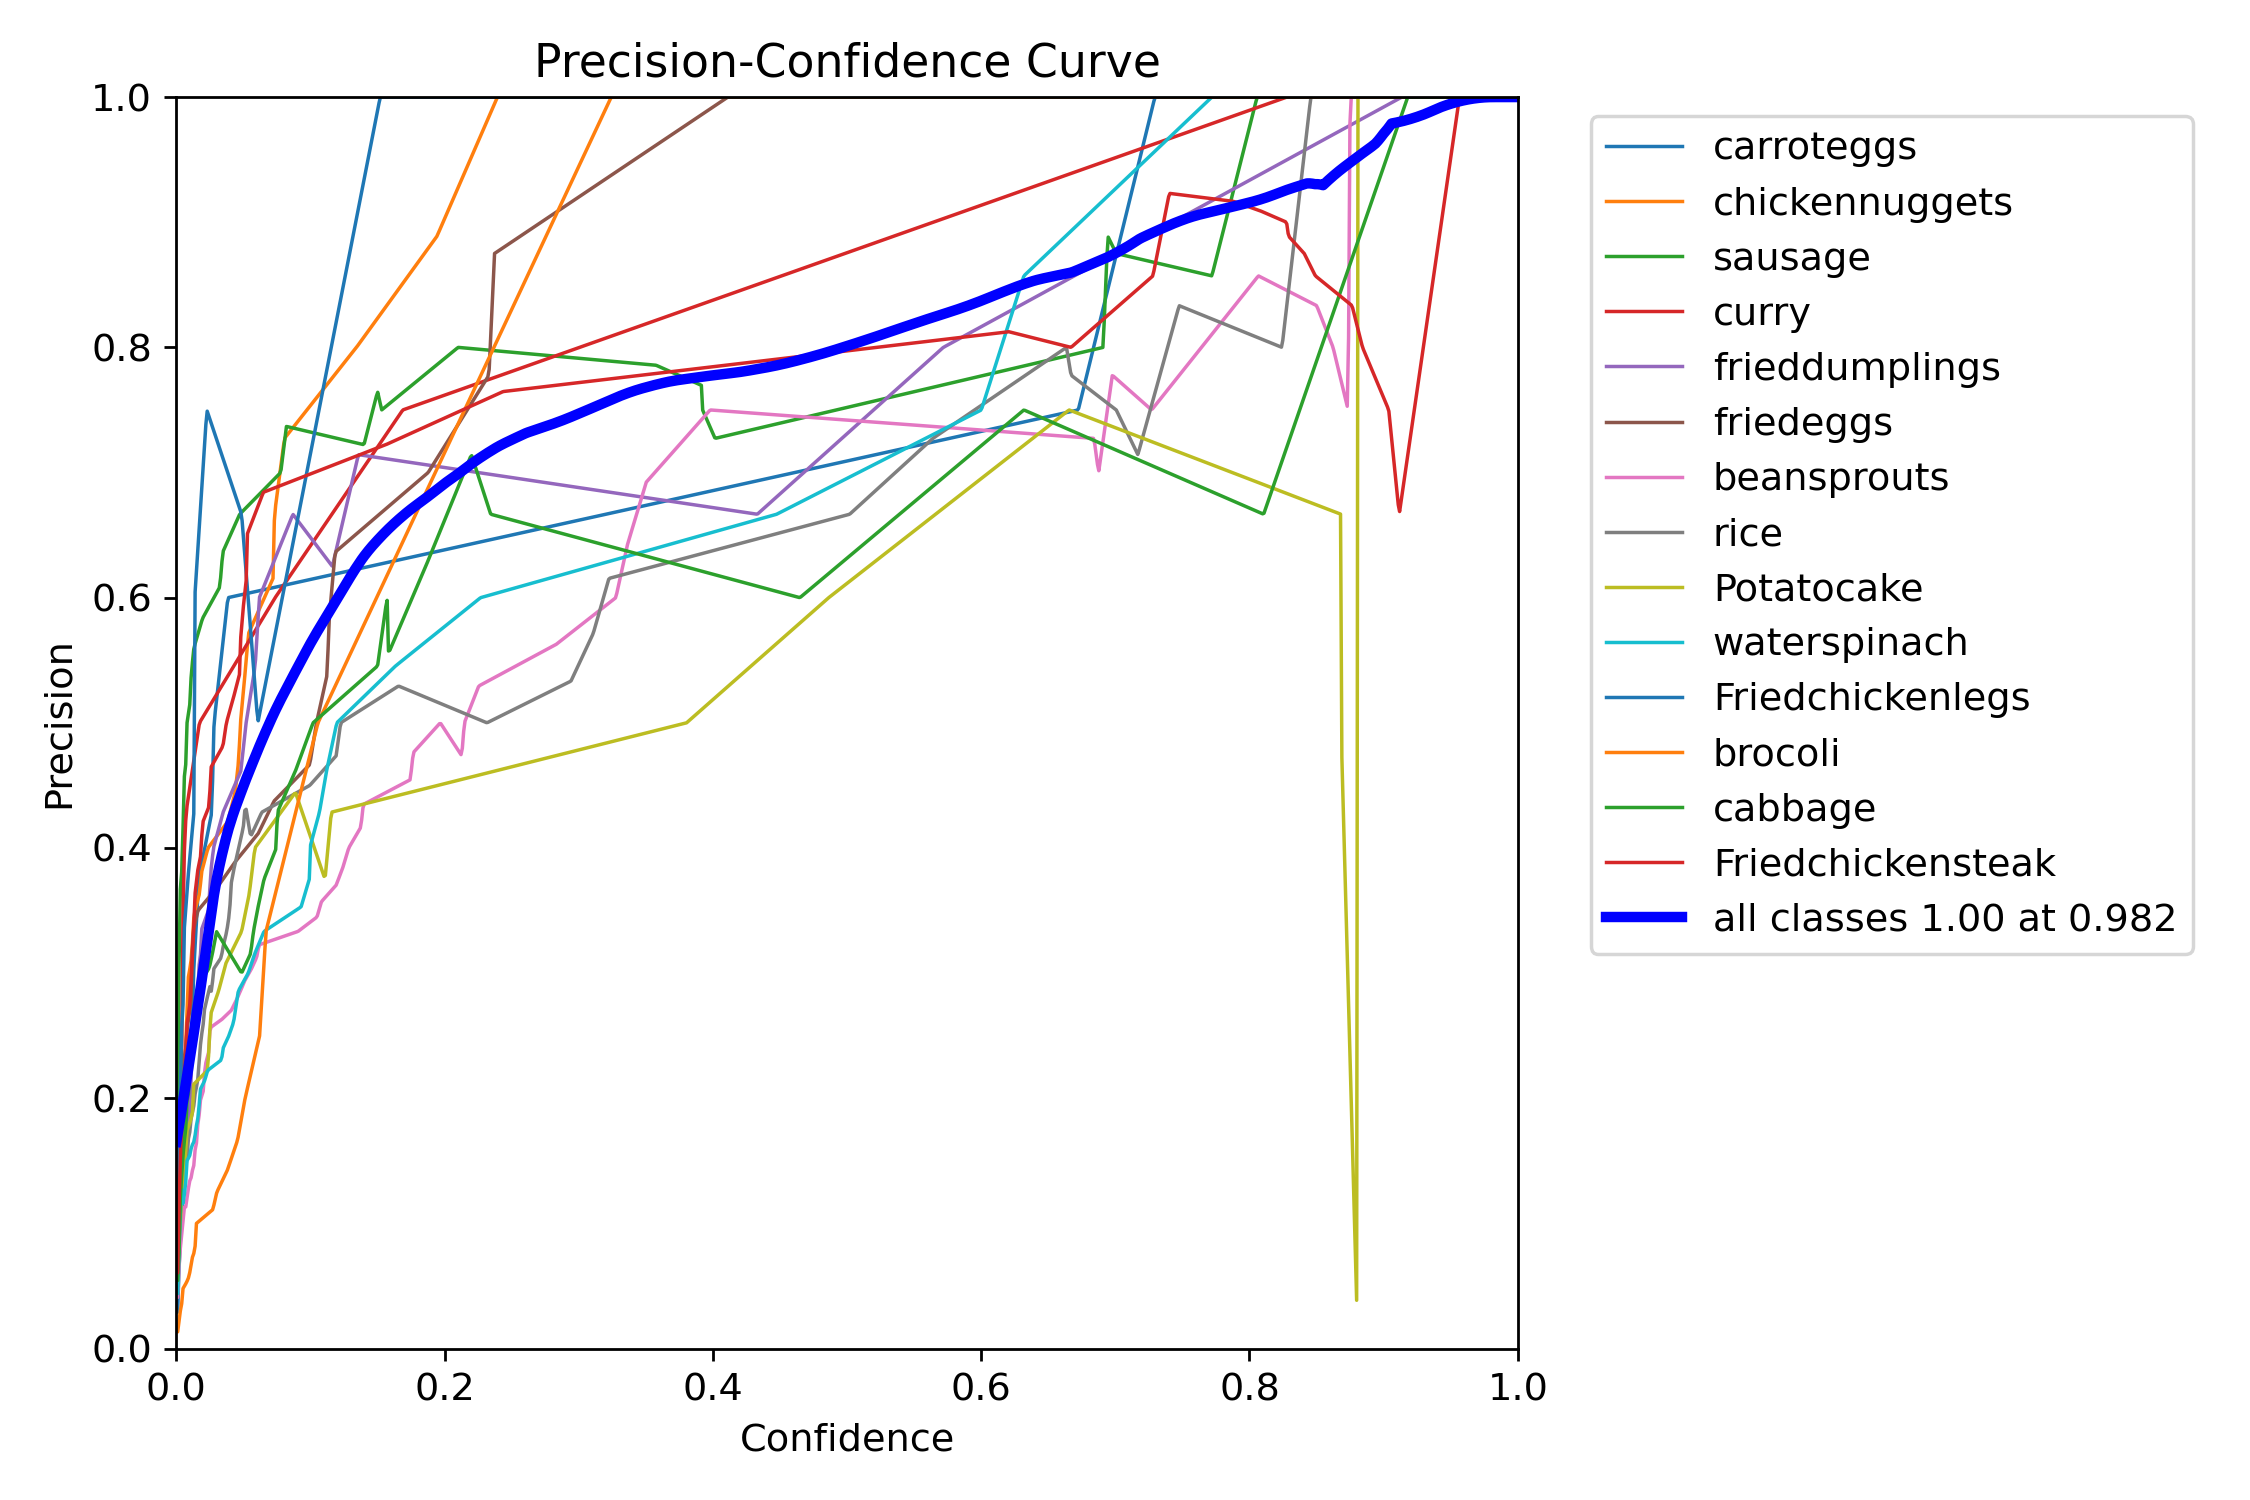 Precision-Confidence Curve
1.0
0.8
0.6
0.4
0.2
0.0
Precision
0.0 0.2 0.4 0.6 0.8 1.0
Confidence
carroteggs
chickennuggets
sausage
curry
frieddumplings
friedeggs
beansprouts
rice
Potatocake
waterspinach
Friedchickenlegs
brocoli
cabbage
Friedchickensteak
all classes 1.00 at 0.982